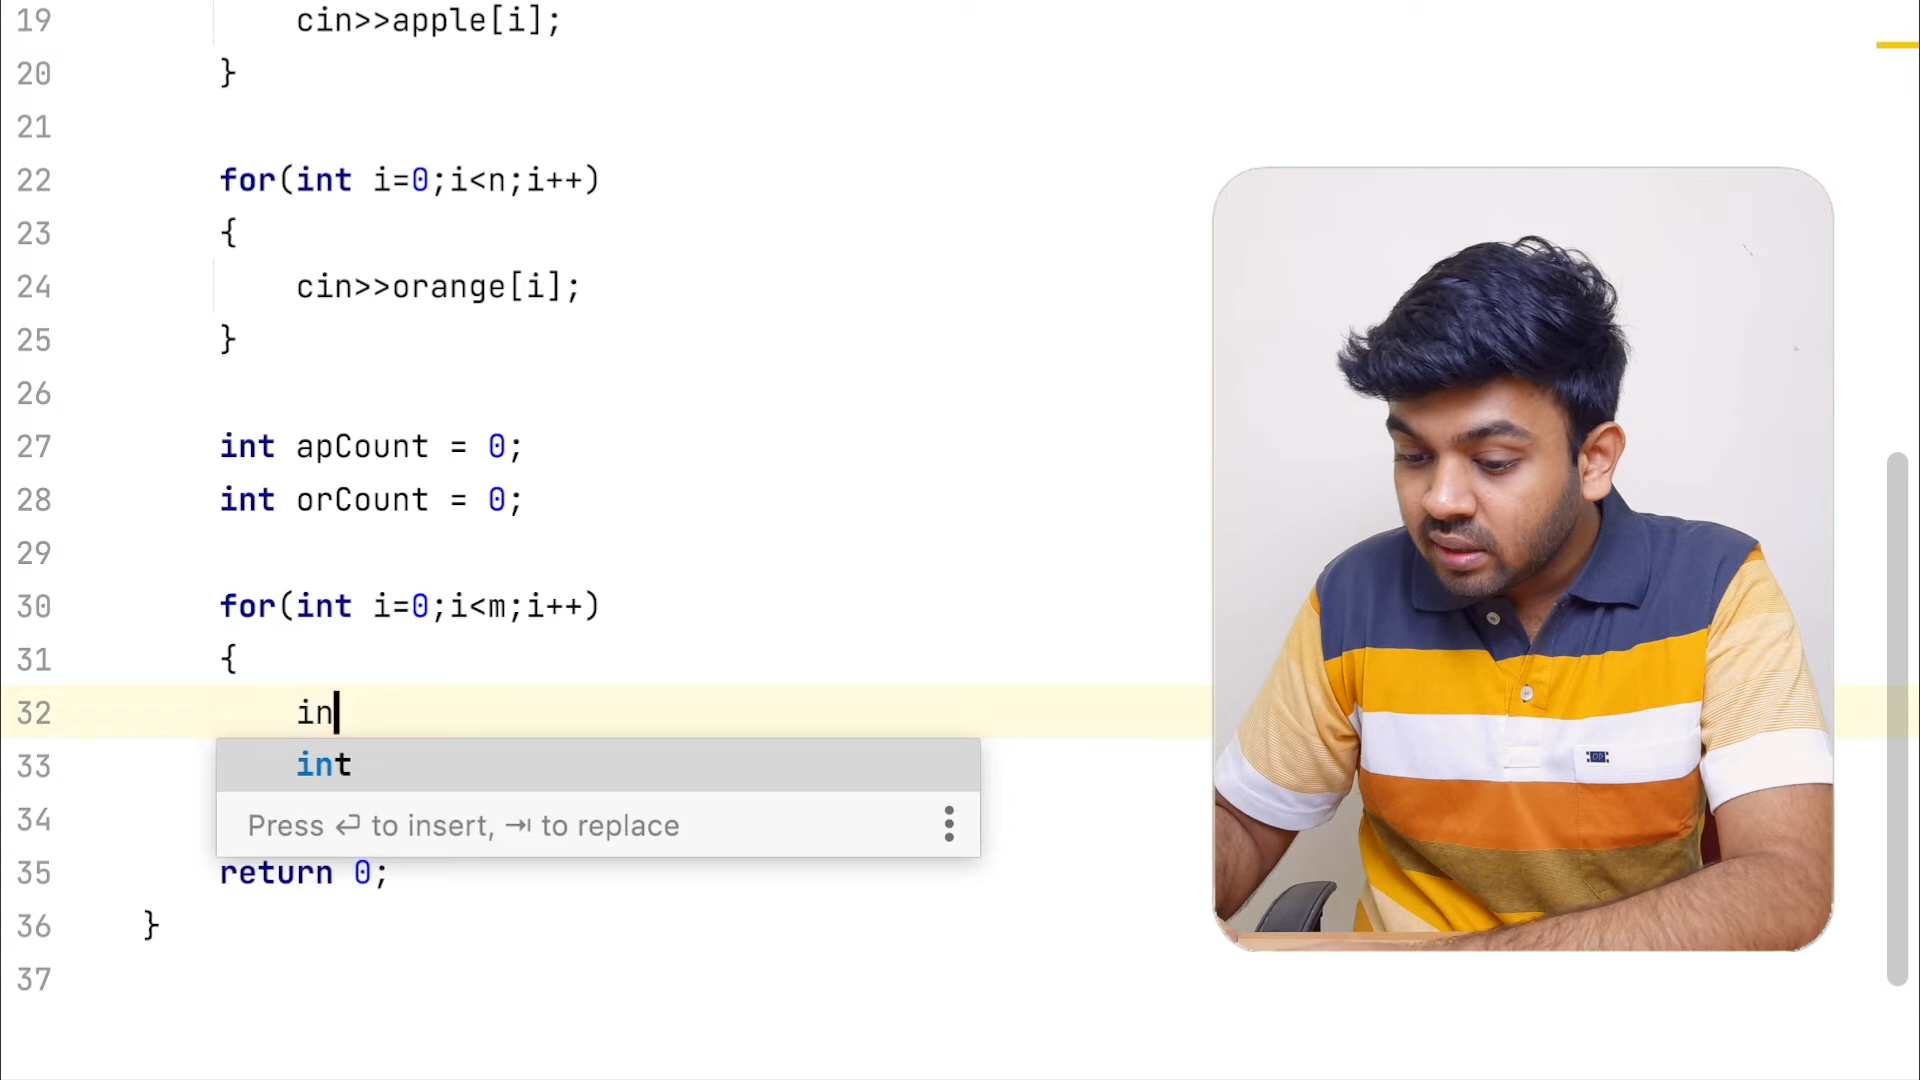 19 cin>>apple[i];
20 }
21
22 for(int i=0;i<n;i++)
23 {
24 cin>>orange[i];
25 }
26
27 int apCount = 0;
28 int orCount = 0;
29
30 for(int i=0;i<m;i++)
31 {
32 in
33 int
34 Press ⏎ to insert, ⇥ to replace
35 return 0;
36 }
37